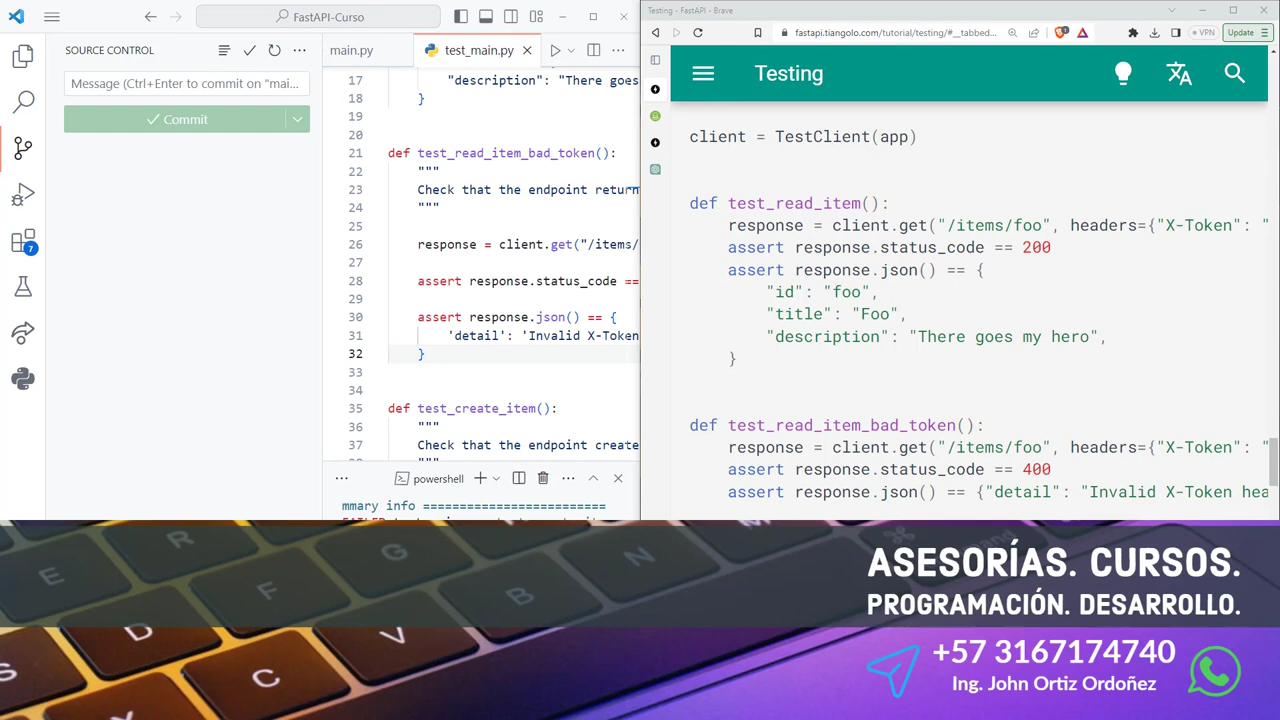 FastAPI-Curso
SOURCE CONTROL
Message (Ctrl+Enter to commit on "mai...
Commit
7
main.py
test_main.py
17 "description": "There goes
18 }
19
20
21 def test_read_item_bad_token():
22 """
23 Check that the endpoint return
24 """
25
26 response = client.get("/items/
27
28 assert response.status_code ==
29
30 assert response.json() == {
31 'detail': 'Invalid X-Token
32 }
33
34
35 def test_create_item():
36 """
37 Check that the endpoint create
38 """
powershell
mmary info =========================
Testing - FastAPI - Brave
fastapi.tiangolo.com/tutorial/testing/#__tabbed...
VPN
Update
Testing
client = TestClient(app)
def test_read_item():
response = client.get("/items/foo", headers={"X-Token": "
assert response.status_code == 200
assert response.json() == {
"id": "foo",
"title": "Foo",
"description": "There goes my hero",
}
def test_read_item_bad_token():
response = client.get("/items/foo", headers={"X-Token": "
assert response.status_code == 400
assert response.json() == {"detail": "Invalid X-Token hea
ASESORÍAS. CURSOS.
PROGRAMACIÓN. DESARROLLO.
+57 3167174740
Ing. John Ortiz Ordoñez